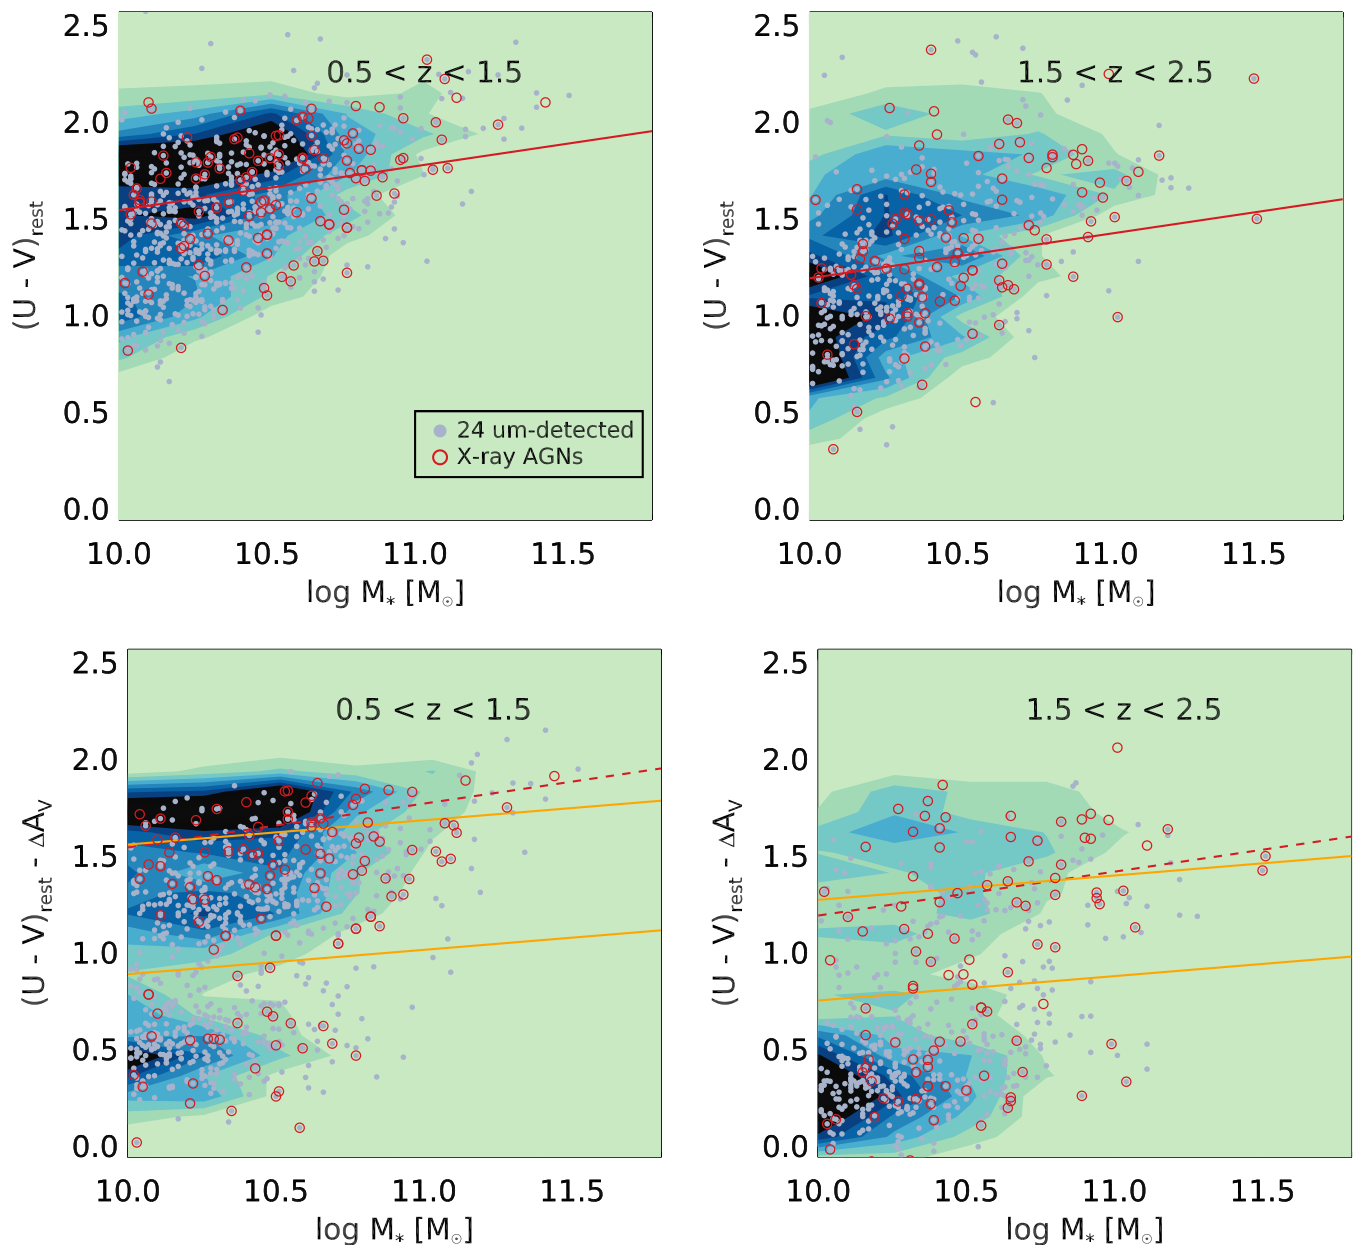 2.5
2.0
1.5
1.0
0.5
0.0
(U - V)rest
0.5 < z < 1.5
24 um-detected
X-ray AGNs
10.0 10.5 11.0 11.5
log M* [M☉]
2.5
2.0
1.5
1.0
0.5
0.0
(U - V)rest
1.5 < z < 2.5
10.0 10.5 11.0 11.5
log M* [M☉]
2.5
2.0
1.5
1.0
0.5
0.0
(U - V)rest - ΔAV
0.5 < z < 1.5
10.0 10.5 11.0 11.5
log M* [M☉]
2.5
2.0
1.5
1.0
0.5
0.0
(U - V)rest - ΔAV
1.5 < z < 2.5
10.0 10.5 11.0 11.5
log M* [M☉]